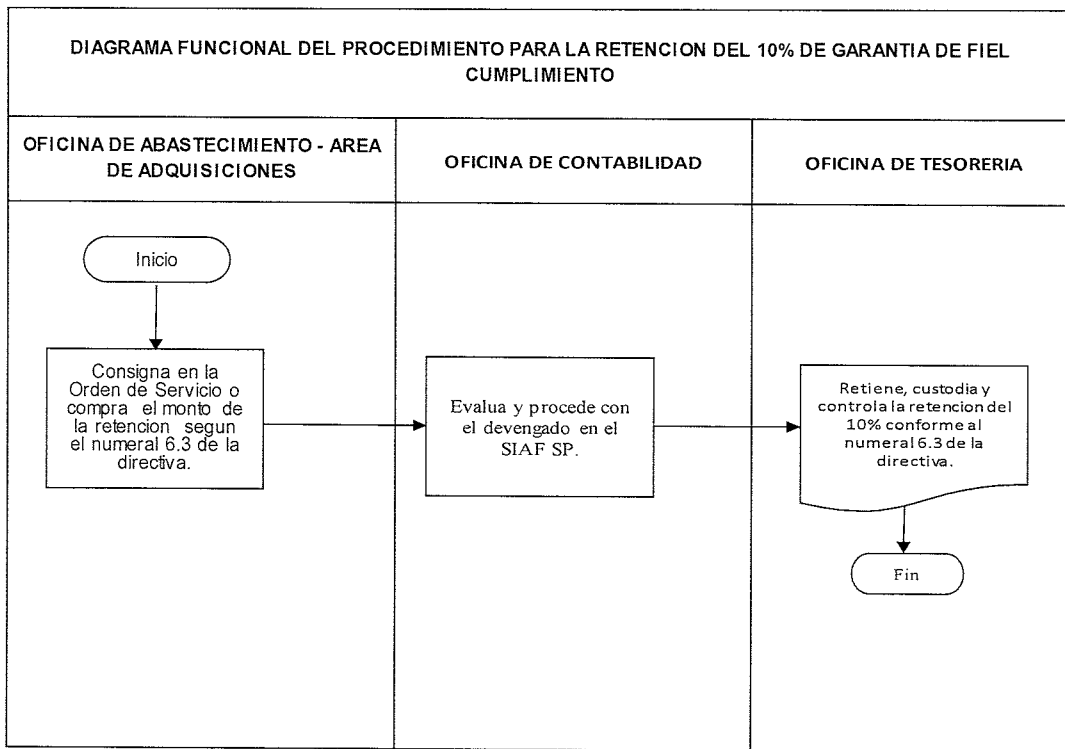 DIAGRAMA FUNCIONAL DEL PROCEDIMIENTO PARA LA RETENCION DEL 10% DE GARANTIA DE FIEL
CUMPLIMIENTO
OFICINA DE ABASTECIMIENTO - AREA
DE ADQUISICIONES
OFICINA DE CONTABILIDAD
OFICINA DE TESORERIA
Inicio
Consigna en la
Orden de Servicio o
compra el monto de
la retencion segun
el numeral 6.3 de la
directiva.
Evalua y procede con
el devengado en el
SIAF SP.
Retiene, custodia y
controla la retencion del
10% conforme al
numeral 6.3 de la
directiva.
Fin